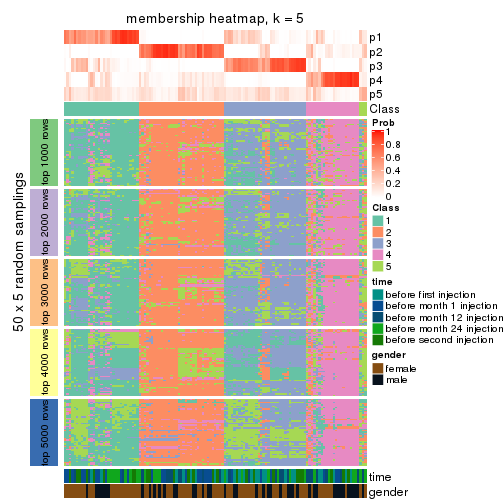 membership heatmap, k = 5
p1
p2
p3
p4
p5
Class
50 x 5 random samplings
top 1000 rows
top 2000 rows
top 3000 rows
top 4000 rows
top 5000 rows
Prob
1
0.8
0.6
0.4
0.2
0
Class
1
2
3
4
5
time
before first injection
before month 1 injection
before month 12 injection
before month 24 injection
before second injection
gender
female
male
time
gender